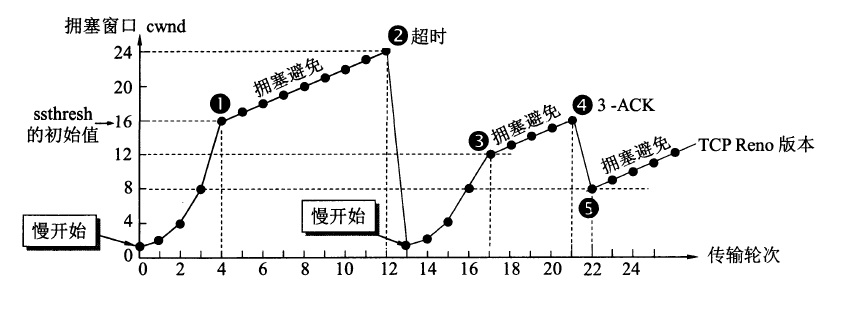 拥塞窗口 cwnd
❷超时
24
20
16
12
8
4
0
ssthresh
的初始值
❶
拥塞避免
慢开始
慢开始
❸
拥塞避免
❹ 3 -ACK
❺
拥塞避免
TCP Reno 版本
0 2 4 6 8 10 12 13 14 16 17 18 20 21 22 24
传输轮次